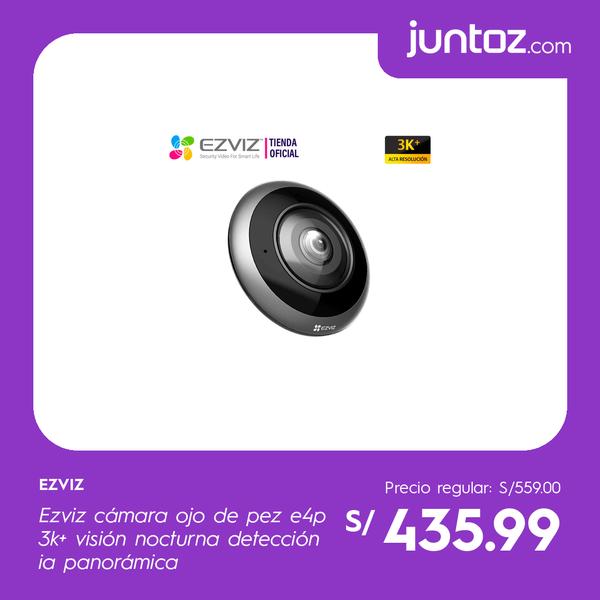 juntoz.com
EZVIZ
Security Video For Smart Life
TIENDA
OFICIAL
3K+
ALTA RESOLUCIÓN
EZVIZ
EZVIZ
Precio regular: S/559.00
Ezviz cámara ojo de pez e4p
3k+ visión nocturna detección
ia panorámica
S/ 435.99